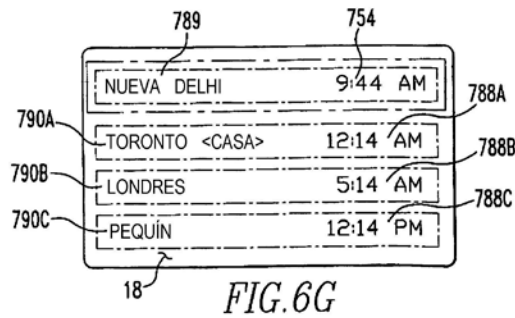 789 754
NUEVA DELHI 9:44 AM
788A
790A
TORONTO <CASA> 12:14 AM
788B
790B
LONDRES 5:14 AM
788C
790C
PEQUÍN 12:14 PM
18
FIG.6G